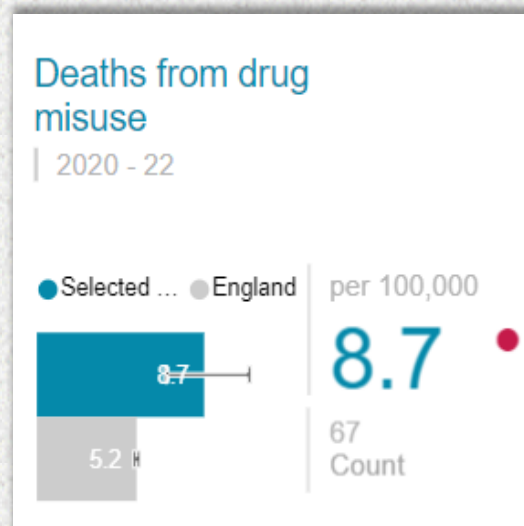 Deaths from drug
misuse
2020 - 22
Selected ... England
per 100,000
8.7
8.7
5.2
67
Count